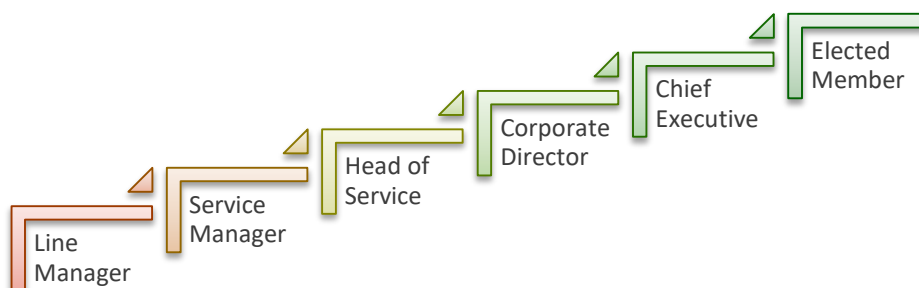 Line
Manager
Service
Manager
Head of
Service
Corporate
Director
Chief
Executive
Elected
Member